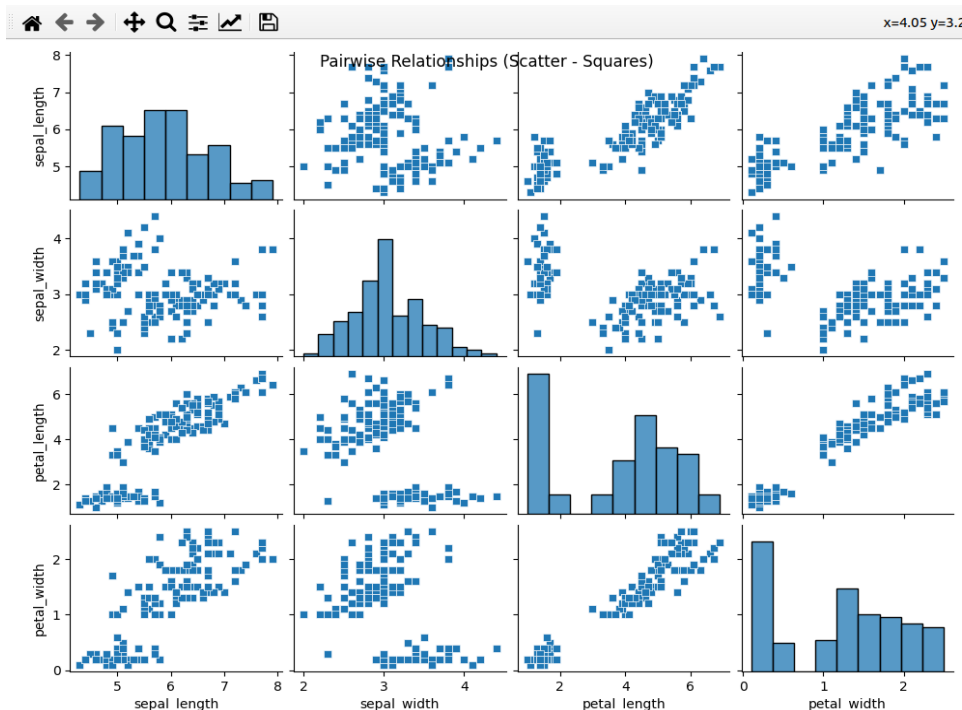 x=4.05 y=3.2
Pairwise Relationships (Scatter - Squares)
8
7
6
5
sepal_length
4
3
2
sepal_width
6
4
2
petal_length
2
1
0
petal_width
5 6 7 8
sepal_length
2 3 4
sepal_width
2 4 6
petal_length
0 1 2
petal_width